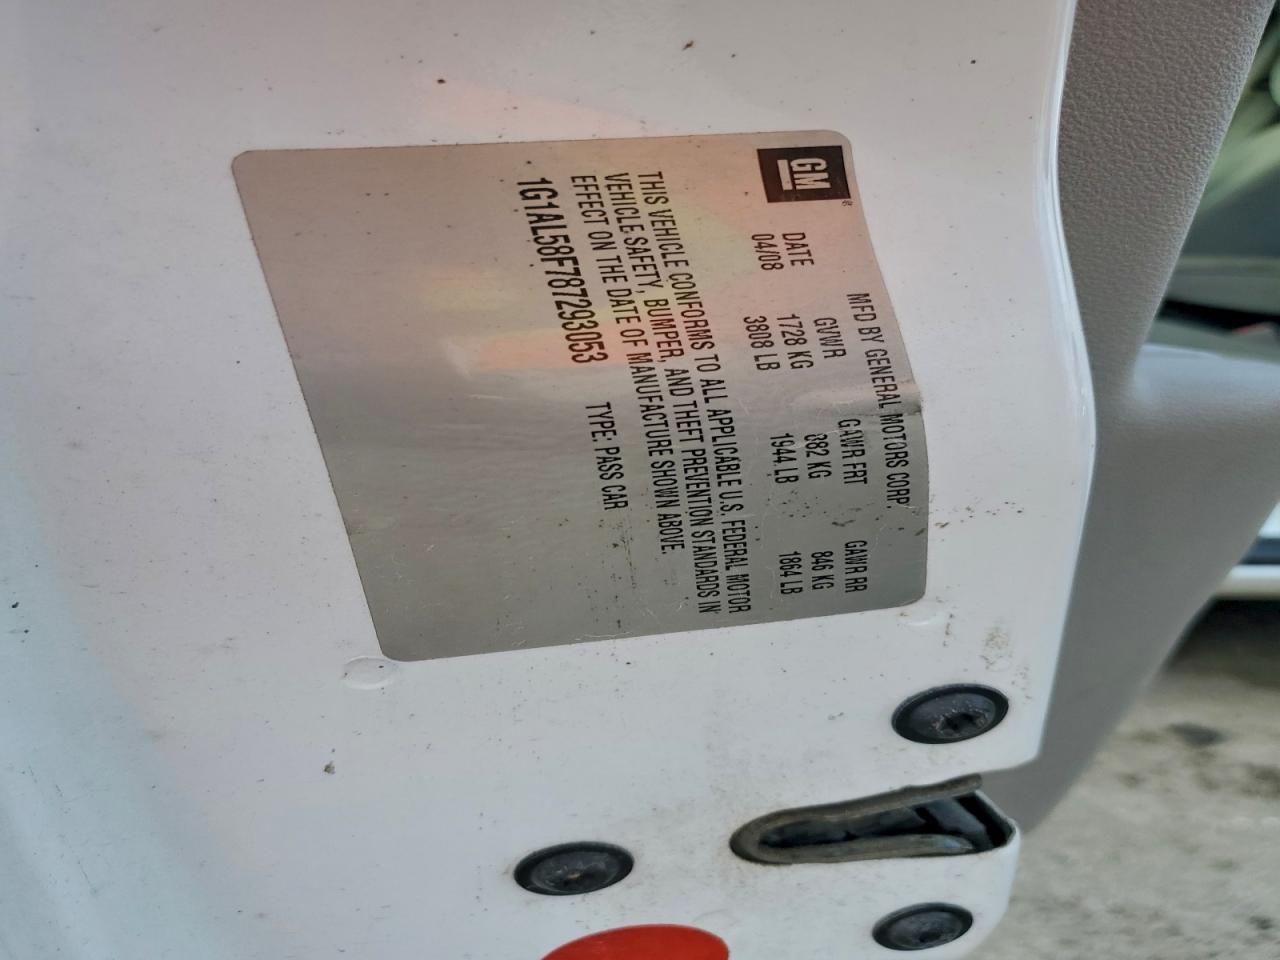 GM®
MFD BY GENERAL MOTORS CORP.
DATE GVWR GAWR FRT GAWR RR
04/08 1728 KG 882 KG 846 KG
3808 LB 1944 LB 1864 LB
THIS VEHICLE CONFORMS TO ALL APPLICABLE U.S. FEDERAL MOTOR
VEHICLE SAFETY, BUMPER, AND THEFT PREVENTION STANDARDS IN
EFFECT ON THE DATE OF MANUFACTURE SHOWN ABOVE.
1G1AL58F787293053 TYPE: PASS CAR